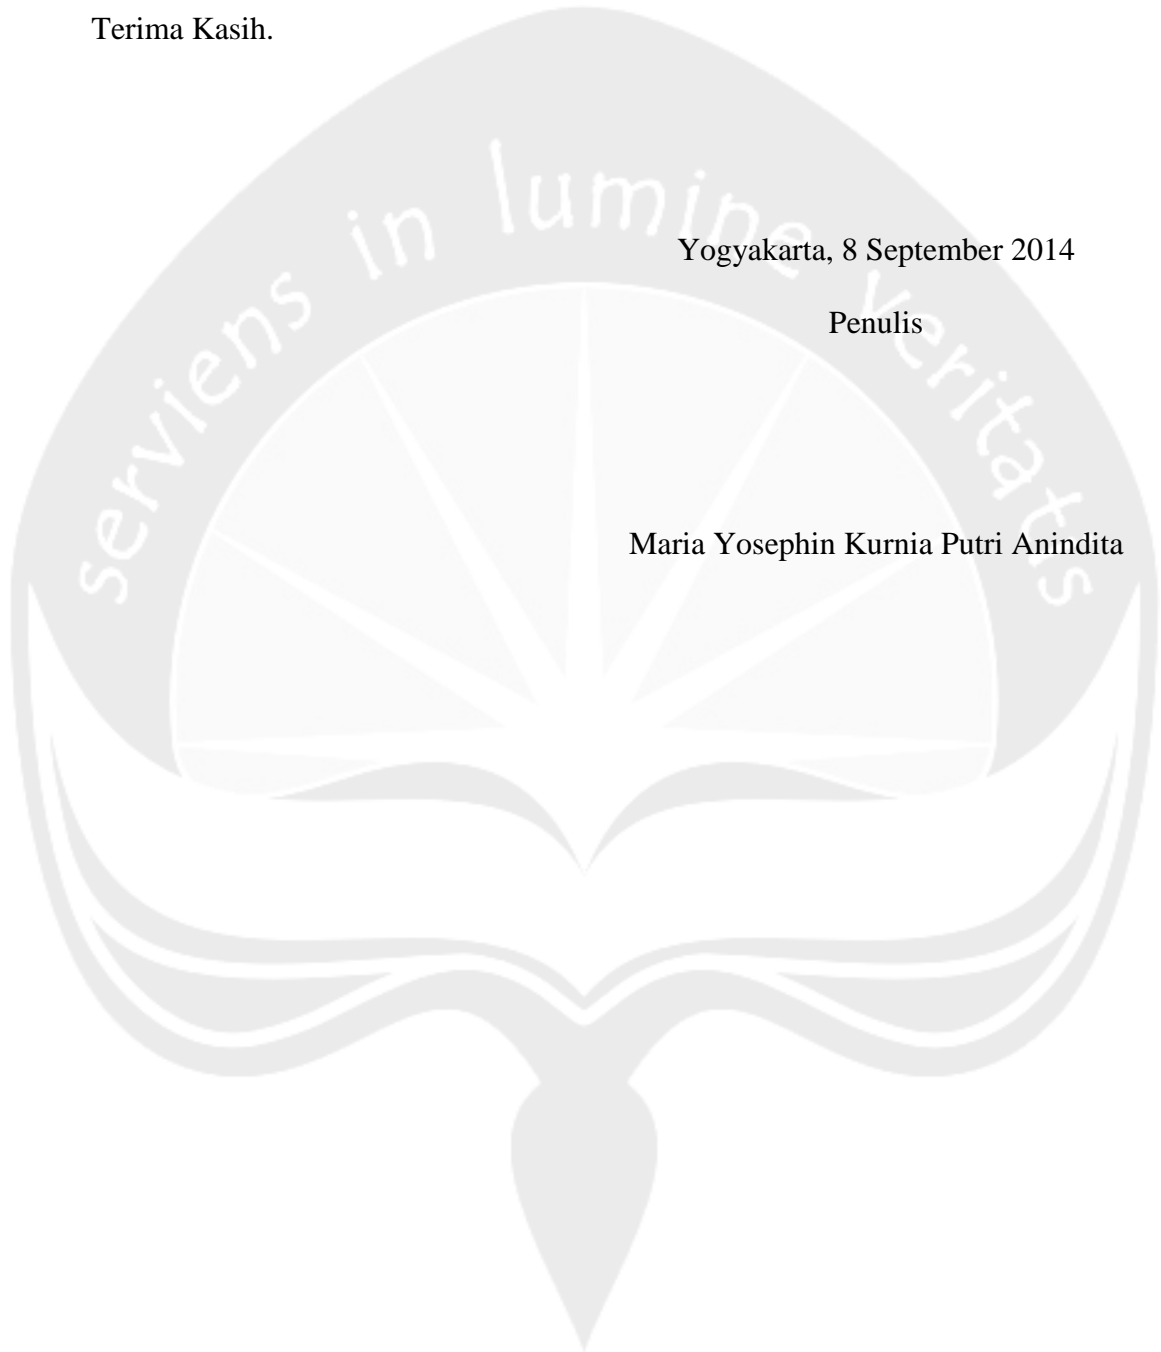 Terima Kasih.
serviens in lumine veritatis
Yogyakarta, 8 September 2014
Penulis
Maria Yosephin Kurnia Putri Anindita